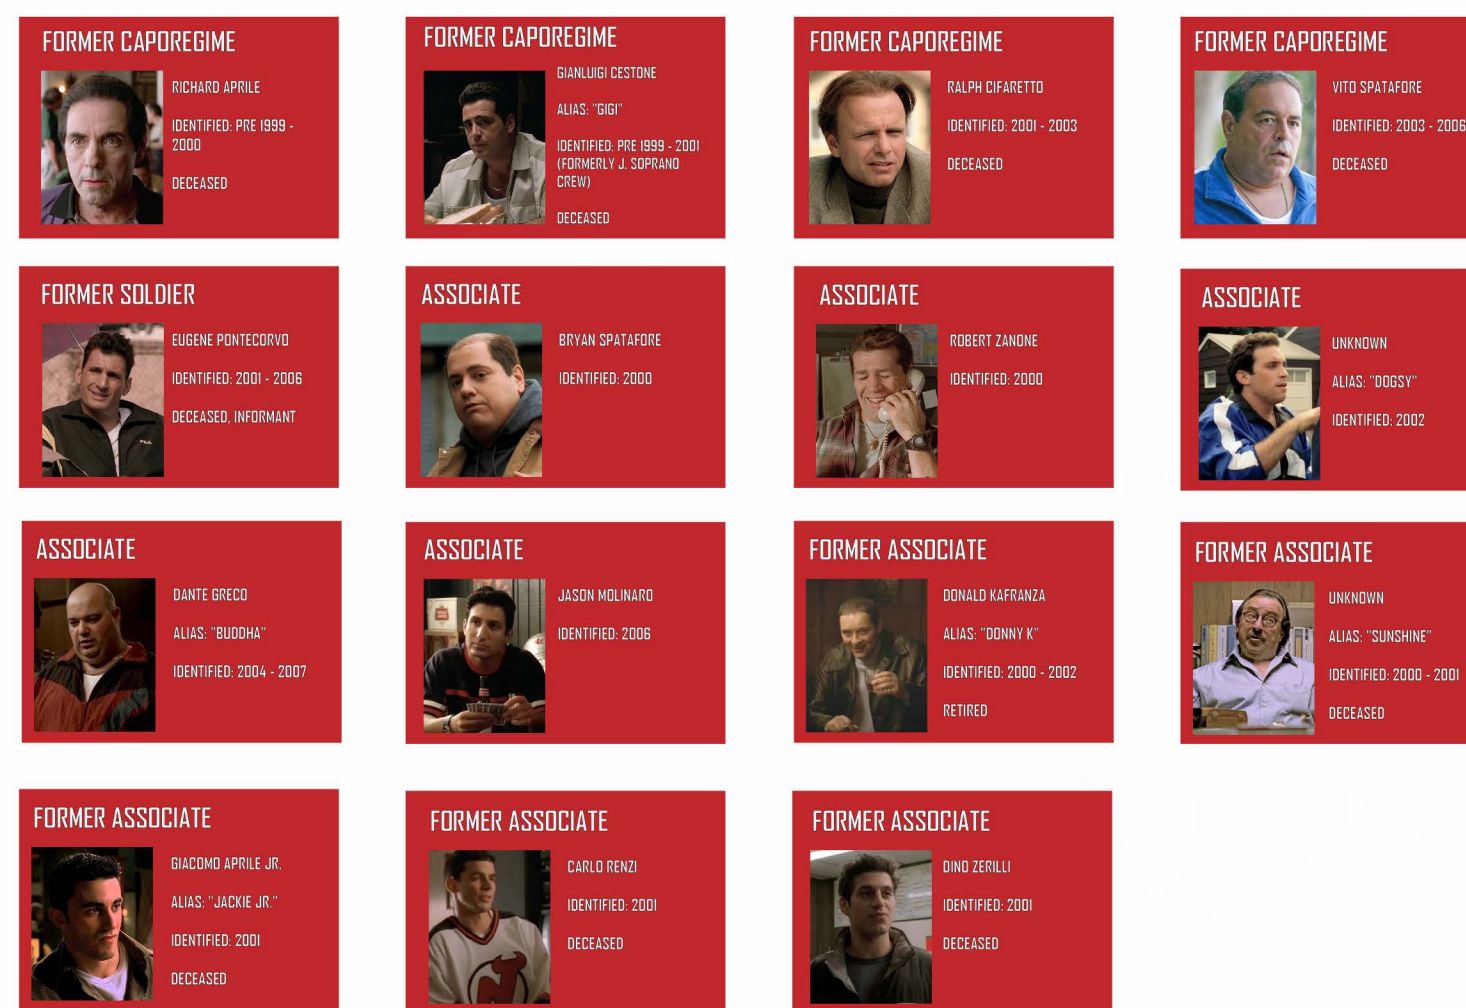 FORMER CAPOREGIME
RICHARD APRILE
IDENTIFIED: PRE 1999 -
2000
DECEASED
FORMER CAPOREGIME
GIANLUIGI CESTONE
ALIAS: "GIGI"
IDENTIFIED: PRE 1999 - 2001
(FORMERLY J. SOPRANO
CREW)
DECEASED
FORMER CAPOREGIME
RALPH CIFARETTO
IDENTIFIED: 2001 - 2003
DECEASED
FORMER CAPOREGIME
VITO SPATAFORE
IDENTIFIED: 2003 - 2006
DECEASED
FORMER SOLDIER
EUGENE PONTECORVO
IDENTIFIED: 2001 - 2006
DECEASED, INFORMANT
ASSOCIATE
BRYAN SPATAFORE
IDENTIFIED: 2000
ASSOCIATE
ROBERT ZANONE
IDENTIFIED: 2000
ASSOCIATE
UNKNOWN
ALIAS: "DOGSY"
IDENTIFIED: 2002
ASSOCIATE
DANTE GRECO
ALIAS: "BUDDHA"
IDENTIFIED: 2004 - 2007
ASSOCIATE
JASON MOLINARO
IDENTIFIED: 2006
FORMER ASSOCIATE
DONALD KAFRANZA
ALIAS: "DONNY K"
IDENTIFIED: 2000 - 2002
RETIRED
FORMER ASSOCIATE
UNKNOWN
ALIAS: "SUNSHINE"
IDENTIFIED: 2000 - 2001
DECEASED
FORMER ASSOCIATE
GIACOMO APRILE JR.
ALIAS: "JACKIE JR."
IDENTIFIED: 2001
DECEASED
FORMER ASSOCIATE
CARLO RENZI
IDENTIFIED: 2001
DECEASED
FORMER ASSOCIATE
DINO ZERILLI
IDENTIFIED: 2001
DECEASED